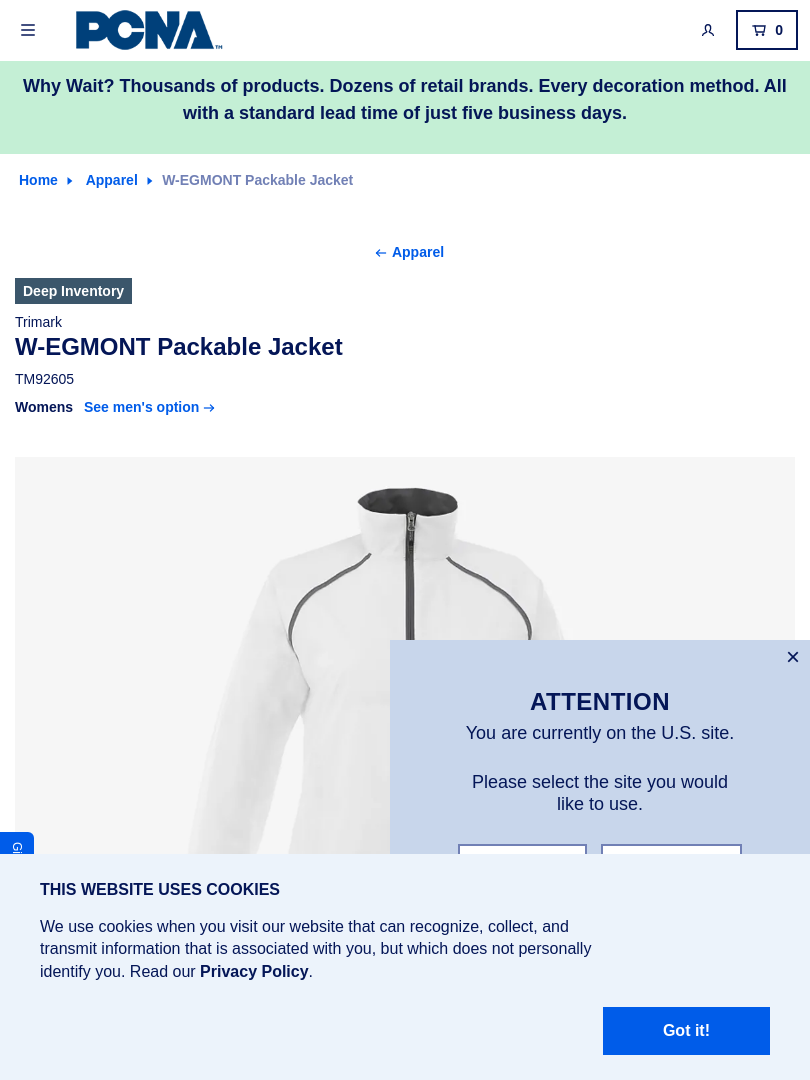 PCNA™
0
Why Wait? Thousands of products. Dozens of retail brands. Every decoration method. All
with a standard lead time of just five business days.
Home Apparel W-EGMONT Packable Jacket
← Apparel
Deep Inventory
Trimark
W-EGMONT Packable Jacket
TM92605
Womens See men's option →
×
ATTENTION
You are currently on the U.S. site.
Please select the site you would
like to use.
THIS WEBSITE USES COOKIES
We use cookies when you visit our website that can recognize, collect, and
transmit information that is associated with you, but which does not personally
identify you. Read our Privacy Policy.
Got it!